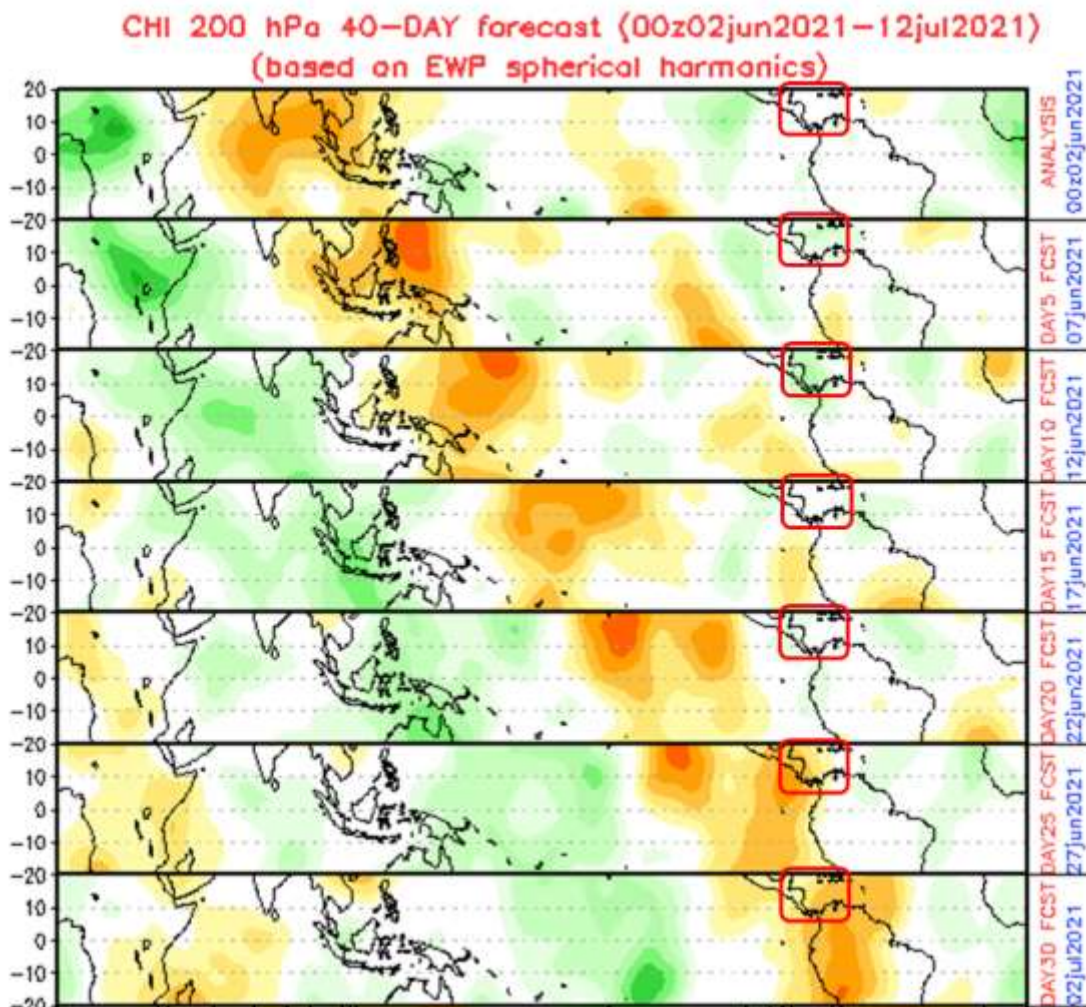 CHI 200 hPa 40-DAY forecast (00z02jun2021-12jul2021)
(based on EWP spherical harmonics)
20
10
0
-10
-20
ANALYSIS
00z02jun2021
10
0
-10
-20
DAY5 FCST
07jun2021
10
0
-10
-20
DAY10 FCST
12jun2021
10
0
-10
-20
DAY15 FCST
17jun2021
10
0
-10
-20
DAY20 FCST
22jun2021
10
0
-10
-20
DAY25 FCST
27jun2021
10
0
-10
-20
DAY30 FCST